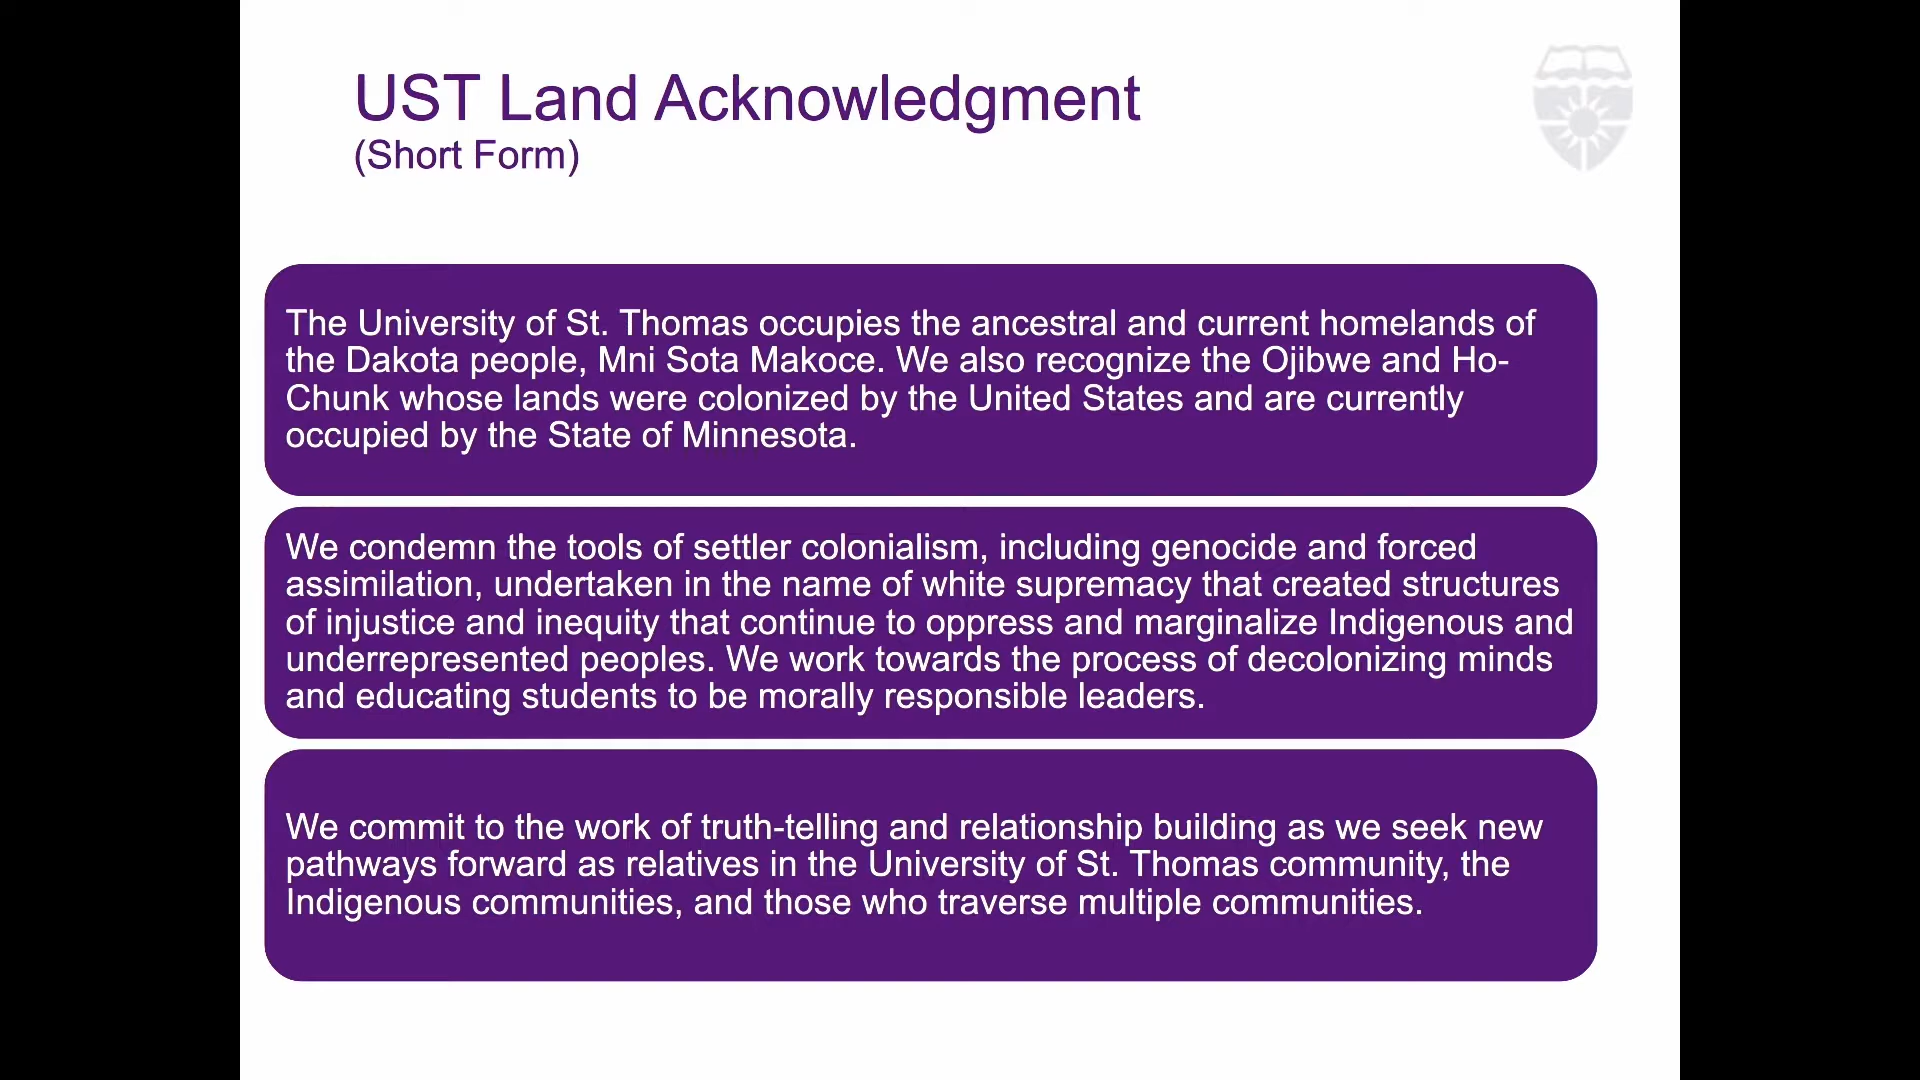 UST Land Acknowledgment
(Short Form)
The University of St. Thomas occupies the ancestral and current homelands of
the Dakota people, Mni Sota Makoce. We also recognize the Ojibwe and Ho-
Chunk whose lands were colonized by the United States and are currently
occupied by the State of Minnesota.
We condemn the tools of settler colonialism, including genocide and forced
assimilation, undertaken in the name of white supremacy that created structures
of injustice and inequity that continue to oppress and marginalize Indigenous and
underrepresented peoples. We work towards the process of decolonizing minds
and educating students to be morally responsible leaders.
We commit to the work of truth-telling and relationship building as we seek new
pathways forward as relatives in the University of St. Thomas community, the
Indigenous communities, and those who traverse multiple communities.